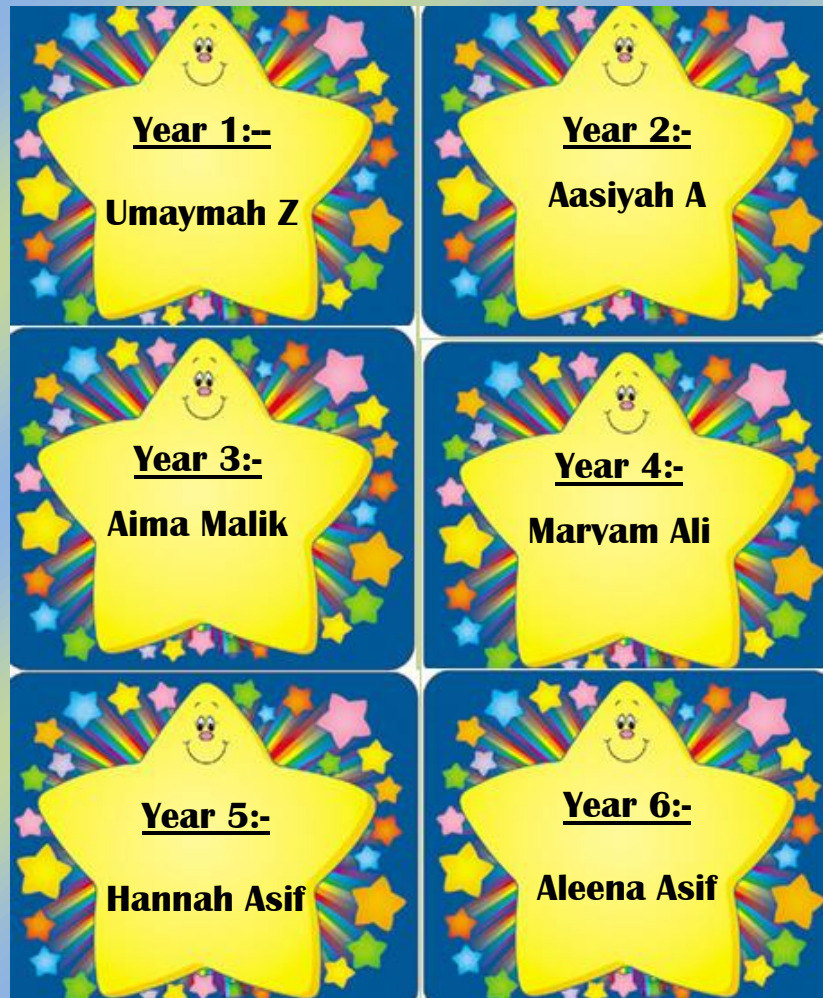 Year 1:--
Umaymah Z
Year 2:-
Aasiyah A
Year 3:-
Aima Malik
Year 4:-
Maryam Ali
Year 5:-
Hannah Asif
Year 6:-
Aleena Asif